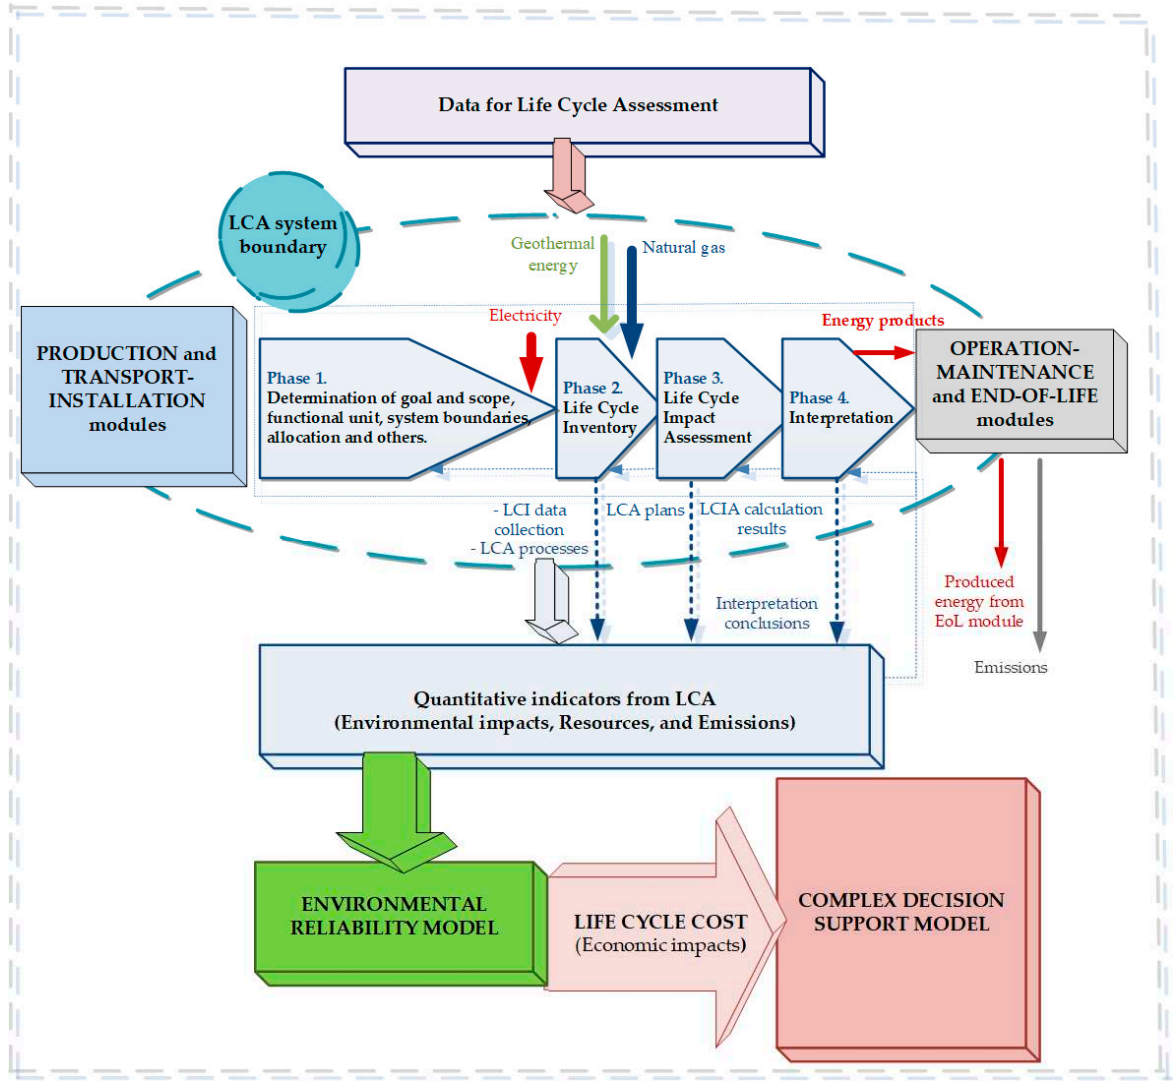 Data for Life Cycle Assessment
LCA system
boundary
Geothermal
energy
Natural gas
Electricity
Energy products
PRODUCTION and
TRANSPORT-
INSTALLATION
modules
Phase 1.
Determination of goal and scope,
functional unit, system boundaries,
allocation and others.
Phase 2.
Life Cycle
Inventory
Phase 3.
Life Cycle
Impact
Assessment
Phase 4.
Interpretation
OPERATION-
MAINTENANCE
and END-OF-LIFE
modules
- LCI data
collection
- LCA processes
LCA plans
LCIA calculation
results
Interpretation
conclusions
Produced
energy from
EoL module
Emissions
Quantitative indicators from LCA
(Environmental impacts, Resources, and Emissions)
ENVIRONMENTAL
RELIABILITY MODEL
LIFE CYCLE COST
(Economic impacts)
COMPLEX DECISION
SUPPORT MODEL